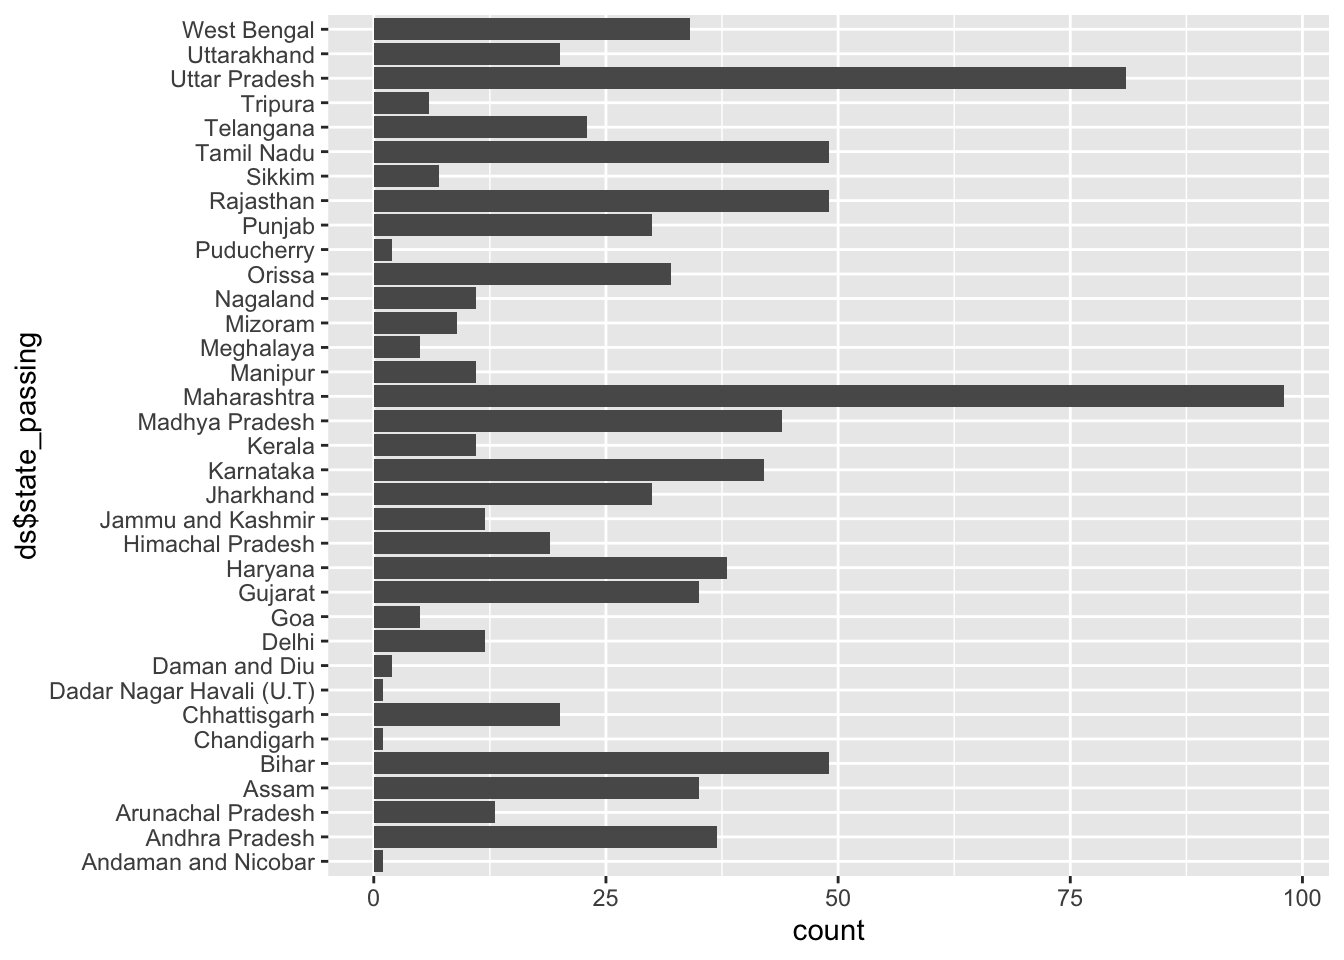 West Bengal
Uttarakhand
Uttar Pradesh
Tripura
Telangana
Tamil Nadu
Sikkim
Rajasthan
Punjab
Puducherry
Orissa
Nagaland
Mizoram
Meghalaya
Manipur
Maharashtra
Madhya Pradesh
Kerala
Karnataka
Jharkhand
Jammu and Kashmir
Himachal Pradesh
Haryana
Gujarat
Goa
Delhi
Daman and Diu
Dadar Nagar Havali (U.T)
Chhattisgarh
Chandigarh
Bihar
Assam
Arunachal Pradesh
Andhra Pradesh
Andaman and Nicobar
ds$state_passing
0 25 50 75 100
count